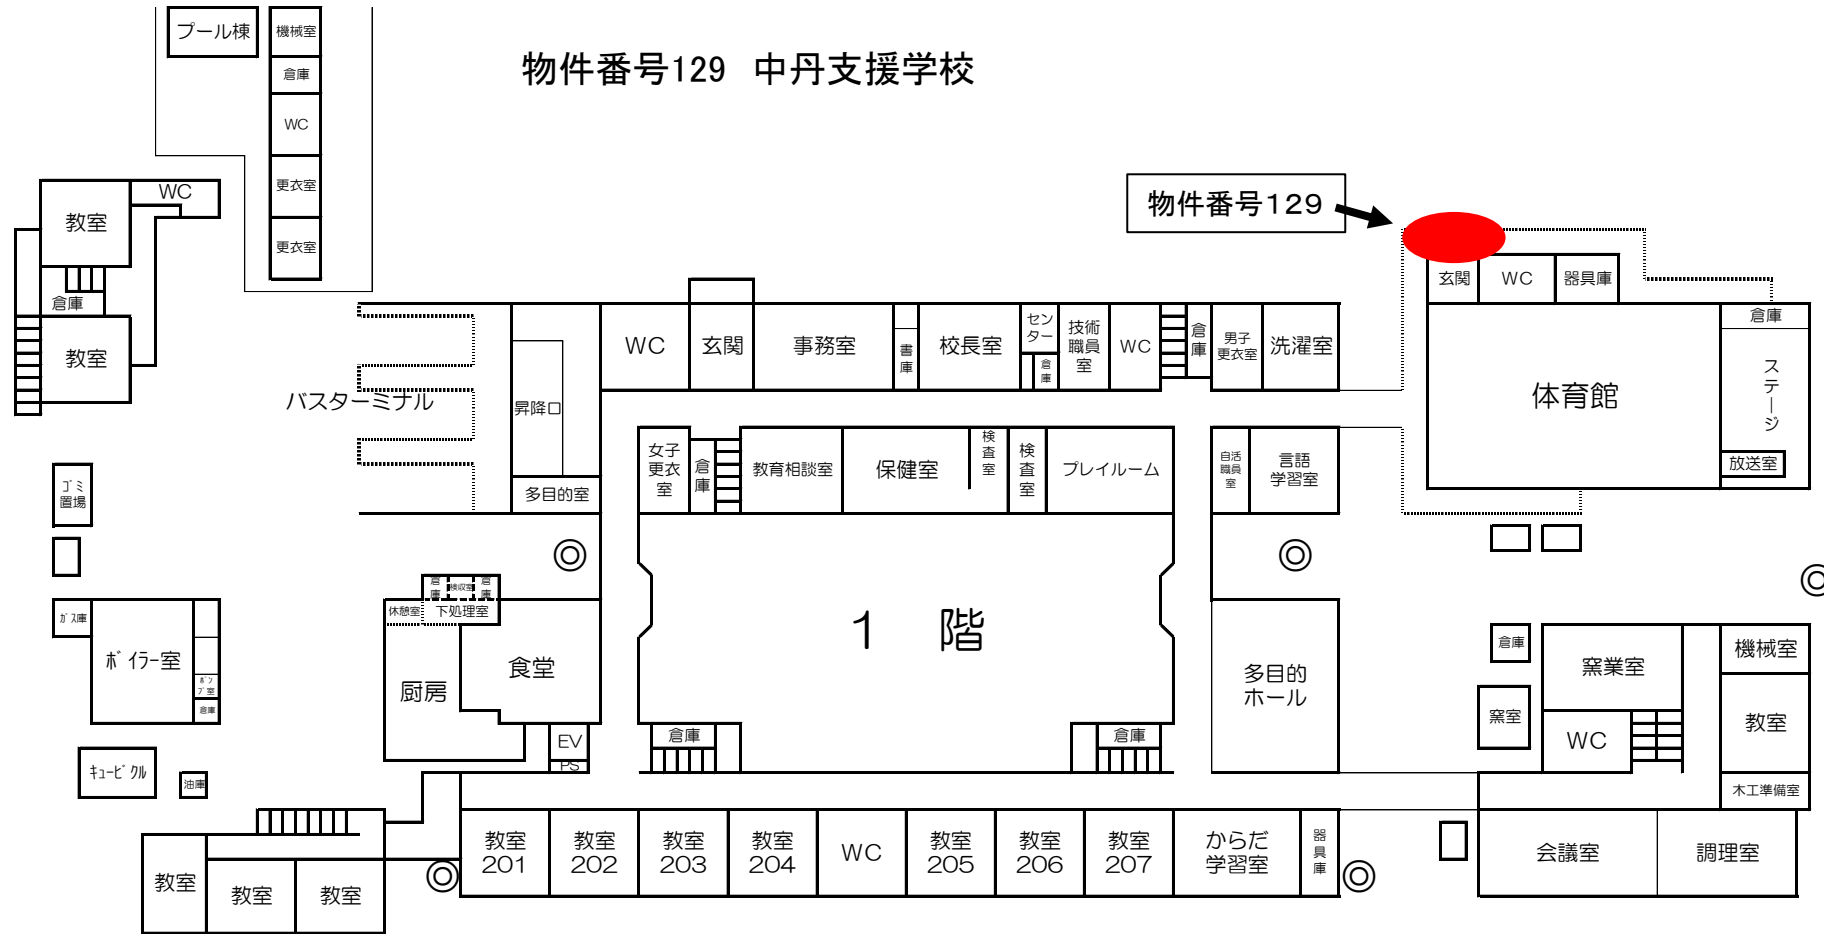 プール棟
機械室
倉庫
WC
更衣室
更衣室
物件番号129 中丹支援学校
物件番号129
教室
WC
倉庫
教室
バスターミナル
昇降口
多目的室
WC
玄関
事務室
書庫
校長室
センター
倉庫
技術職員室
WC
倉庫
男子更衣室
洗濯室
玄関
WC
器具庫
体育館
倉庫
ステージ
放送室
女子更衣室
倉庫
教育相談室
保健室
検査室
検査室
プレイルーム
自活職員室
言語学習室
ゴミ置場
ガス庫
ボイラー室
ポンプ室
倉庫
キュービクル
油庫
倉庫
検収室
倉庫
休憩室
下処理室
厨房
食堂
EV
PS
1 階
倉庫
倉庫
多目的ホール
倉庫
窯室
窯業室
WC
機械室
教室
木工準備室
会議室
調理室
教室
教室
教室
教室201
教室202
教室203
教室204
WC
教室205
教室206
教室207
からだ学習室
器具庫